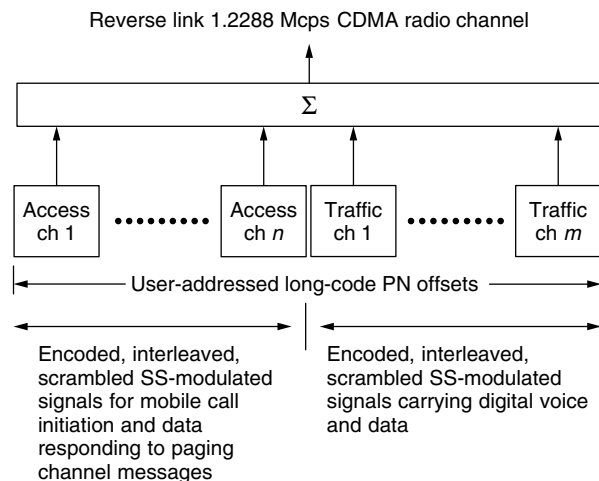 Reverse link 1.2288 Mcps CDMA radio channel
Σ
Access
ch 1
Access
ch n
Traffic
ch 1
Traffic
ch m
User-addressed long-code PN offsets
Encoded, interleaved,
scrambled SS-modulated
signals for mobile call
initiation and data
responding to paging
channel messages
Encoded, interleaved,
scrambled SS-modulated
signals carrying digital voice
and data